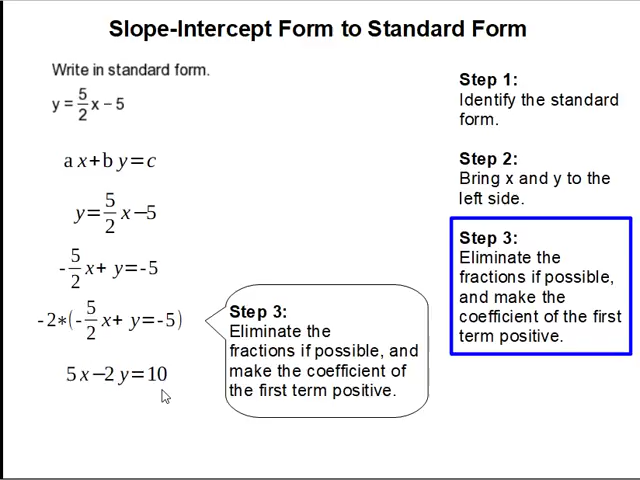 Slope-Intercept Form to Standard Form
Write in standard form.
y = 5/2 x − 5
a x+b y=c
y=5/2 x−5
-5/2 x+ y=-5
-2*(-5/2 x+ y=-5)
5 x−2 y=10
Step 3:
Eliminate the
fractions if possible, and
make the coefficient of
the first term positive.
Step 1:
Identify the standard
form.
Step 2:
Bring x and y to the
left side.
Step 3:
Eliminate the
fractions if possible,
and make the
coefficient of the first
term positive.